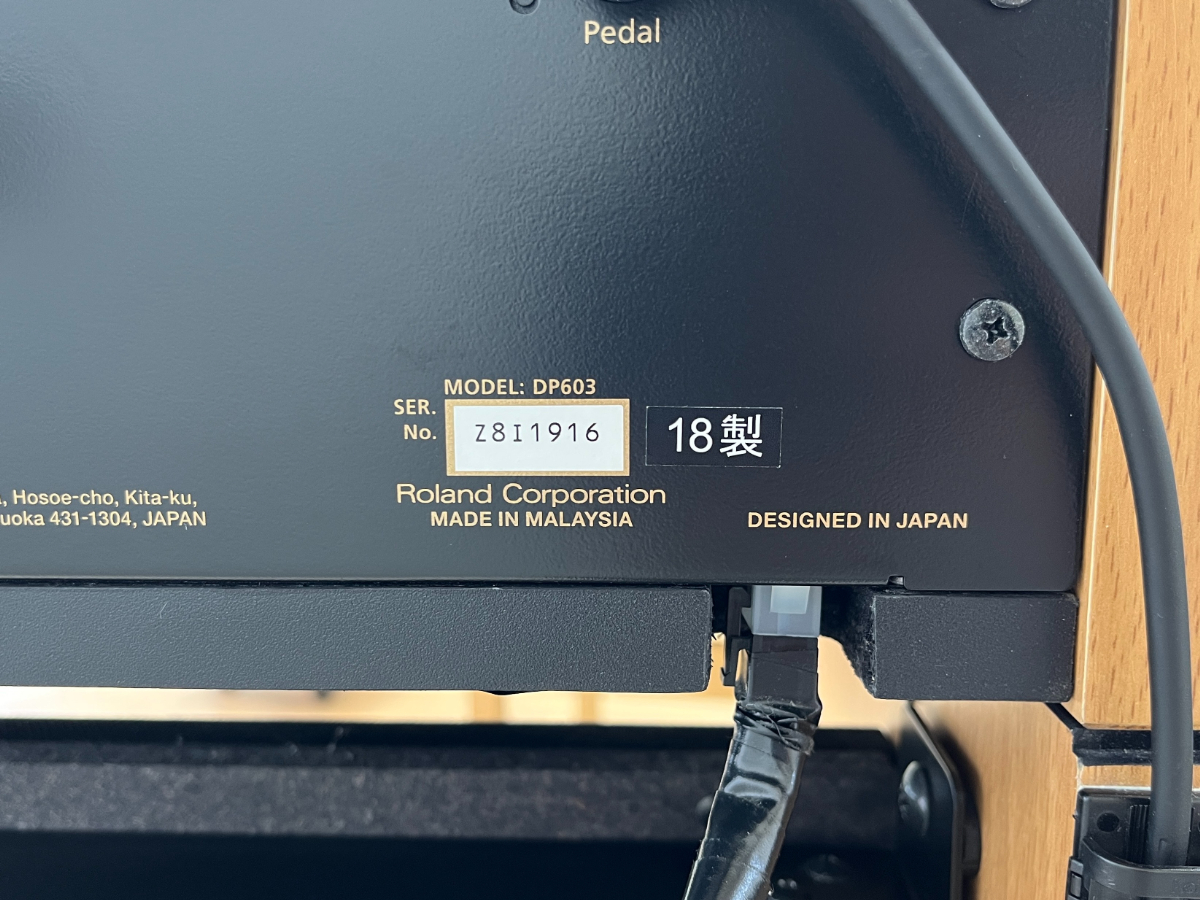 Pedal
MODEL: DP603
SER.
No.
Z8I1916
18製
, Hosoe-cho, Kita-ku,
uoka 431-1304, JAPAN
Roland Corporation
MADE IN MALAYSIA
DESIGNED IN JAPAN